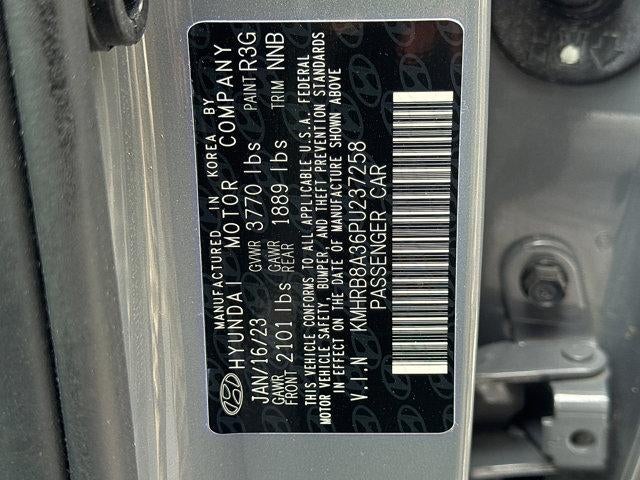 MANUFACTURED IN KOREA BY
HYUNDAI MOTOR COMPANY
JAN/16/23 GVWR 3770 lbs PAINT R3G
GAWR FRONT 2101 lbs GAWR REAR 1889 lbs TRIM NNB
THIS VEHICLE CONFORMS TO ALL APPLICABLE U.S.A. FEDERAL
MOTOR VEHICLE SAFETY, BUMPER, AND THEFT PREVENTION STANDARDS
IN EFFECT ON THE DATE OF MANUFACTURE SHOWN ABOVE
V.I.N KMHRB8A36PU237258
PASSENGER CAR